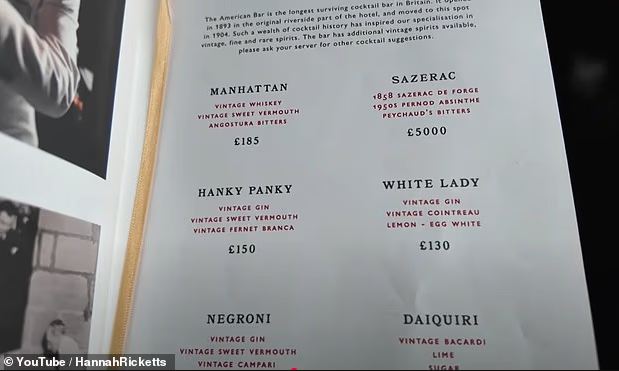 The American Bar is the longest surviving cocktail bar in Britain. It opened
in 1893 in the original riverside part of the hotel, and moved to this spot
in 1904. Such a wealth of cocktail history has inspired our specialisation in
vintage, fine and rare spirits. The bar has additional vintage spirits available,
please ask your server for other cocktail suggestions.
MANHATTAN
VINTAGE WHISKEY
VINTAGE SWEET VERMOUTH
ANGOSTURA BITTERS
£185
SAZERAC
1858 SAZERAC DE FORGE
1950s PERNOD ABSINTHE
PEYCHAUD'S BITTERS
£5000
HANKY PANKY
VINTAGE GIN
VINTAGE SWEET VERMOUTH
VINTAGE FERNET BRANCA
£150
WHITE LADY
VINTAGE GIN
VINTAGE COINTREAU
LEMON - EGG WHITE
£130
NEGRONI
VINTAGE GIN
VINTAGE SWEET VERMOUTH
VINTAGE CAMPARI
DAIQUIRI
VINTAGE BACARDI
LIME
SUGAR
© YouTube / HannahRicketts